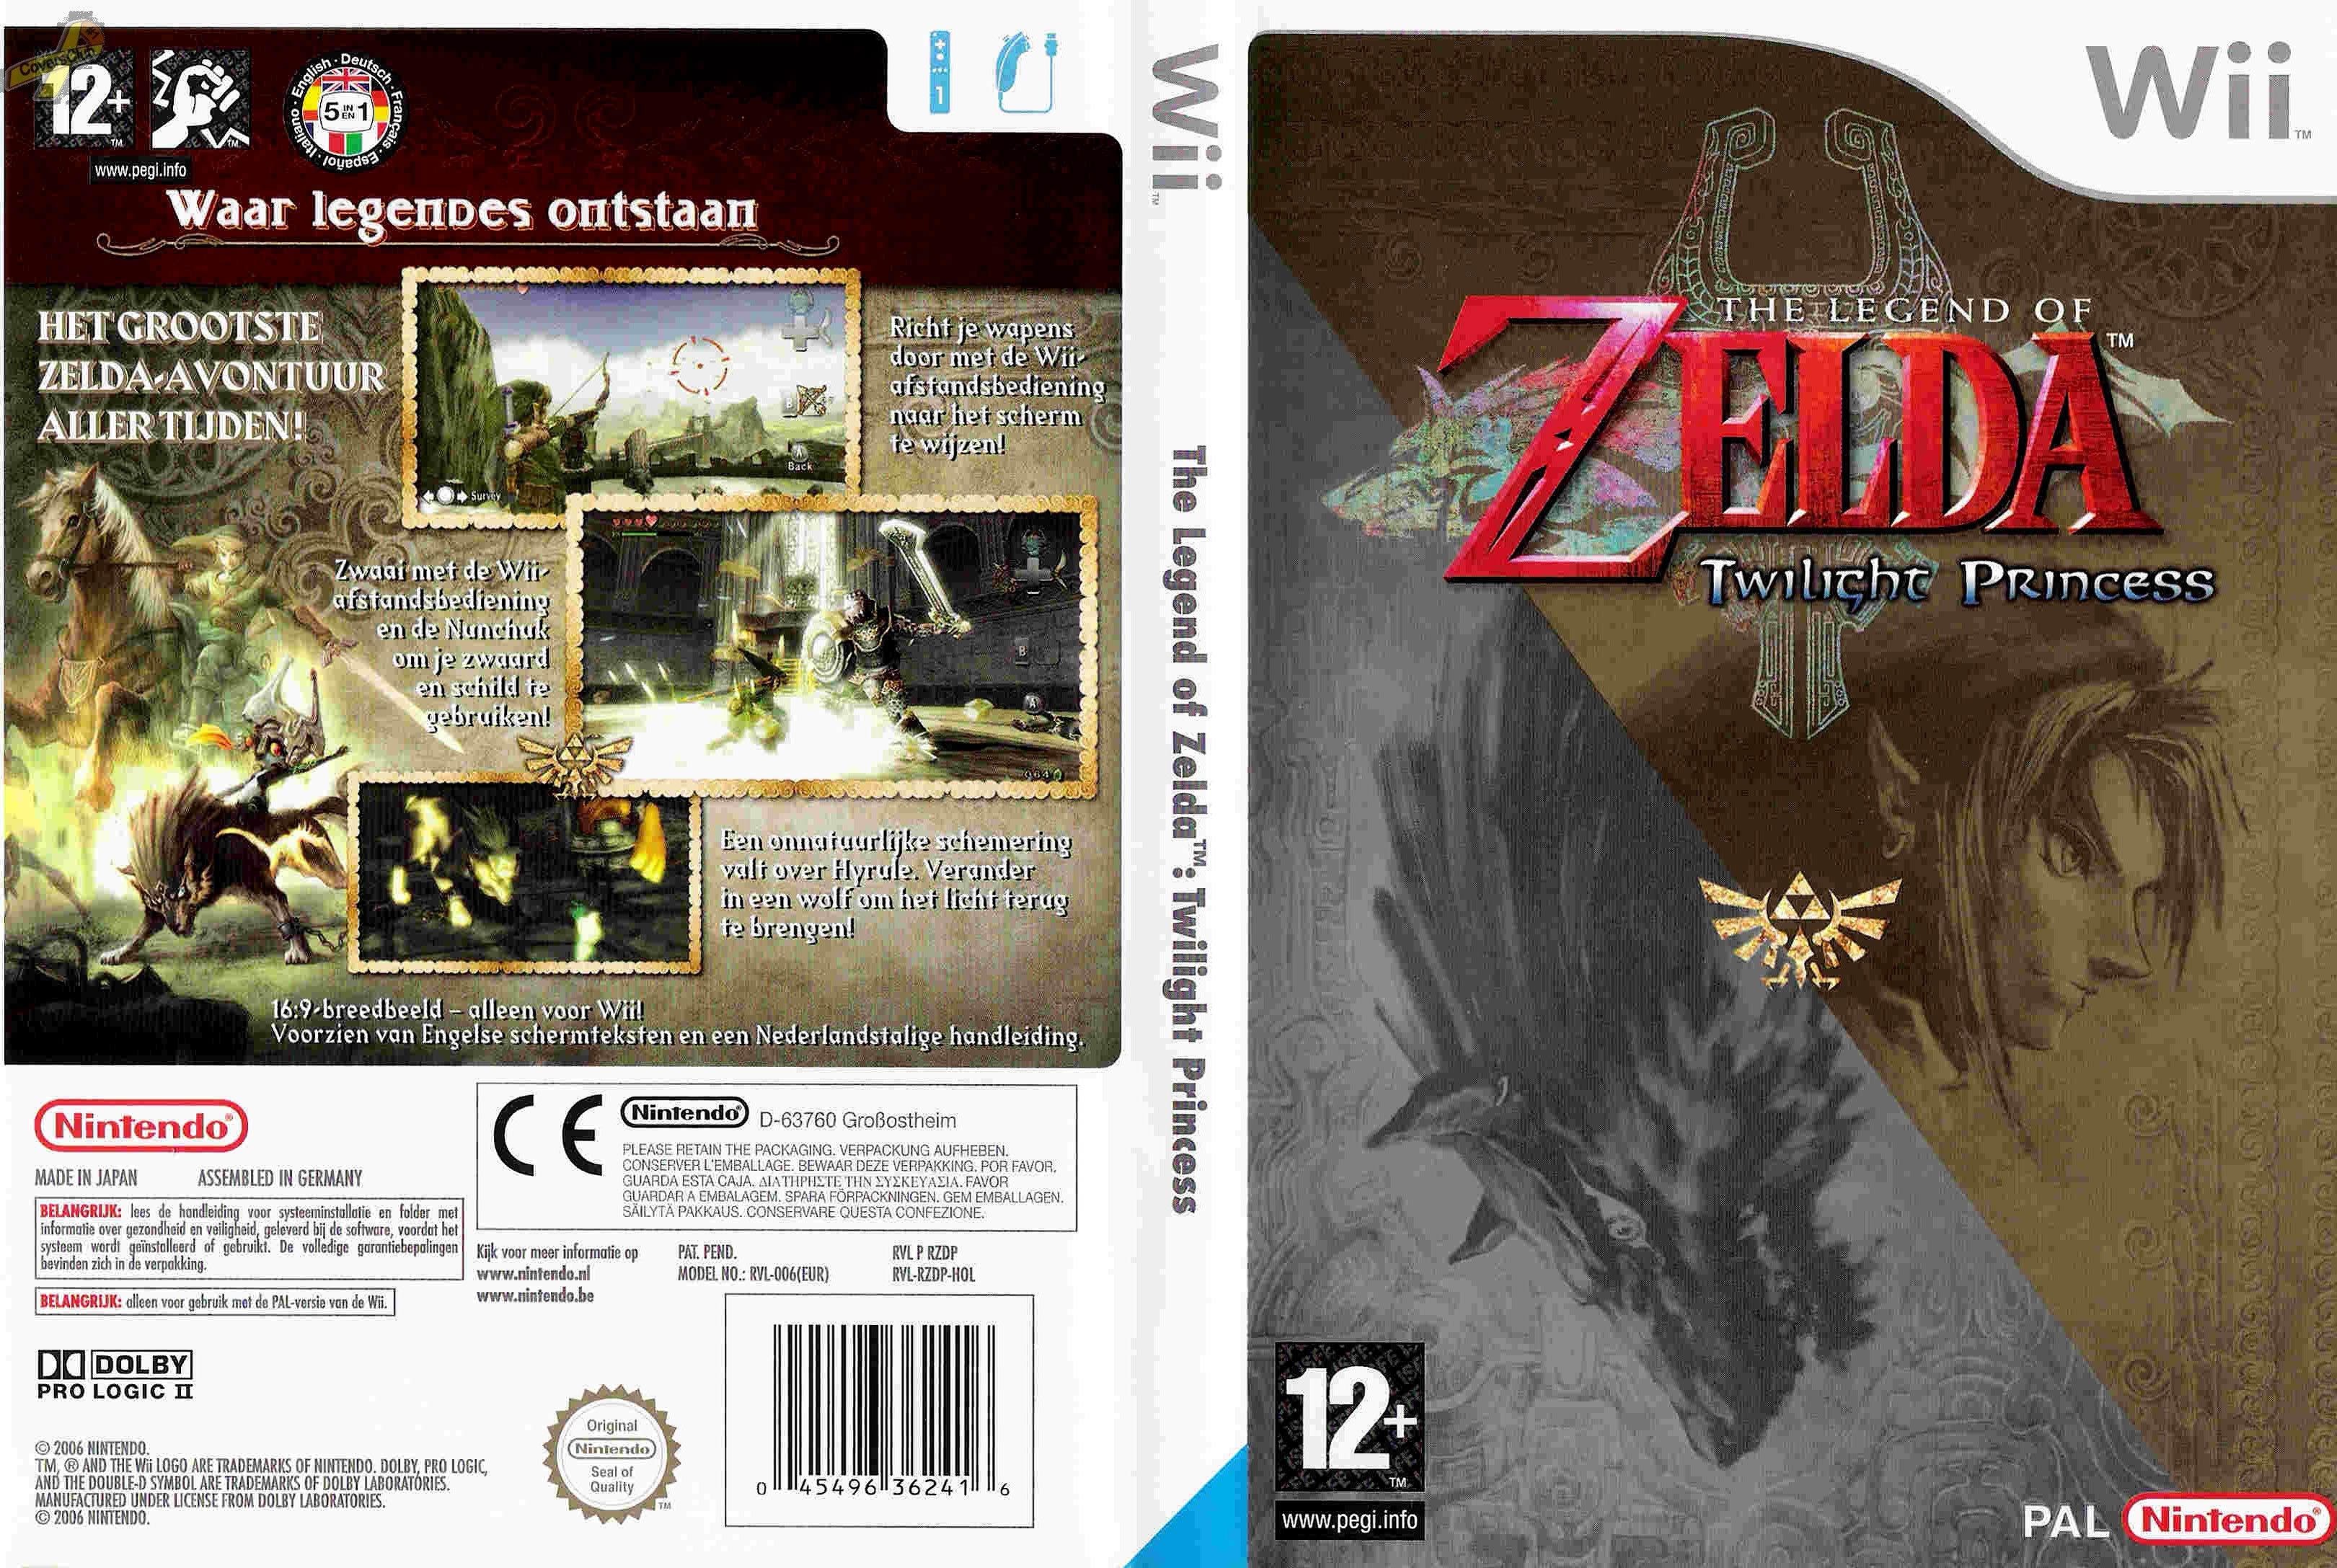 CoversClub
12+
TM
TM
www.pegi.info
English · Deutsch · Français · Español · Italiano
5 IN EN 1
1
Waar legendes ontstaan
HET GROOTSTE
ZELDA-AVONTUUR
ALLER TIJDEN!
B
A
Back
Survey
Richt je wapens
door met de Wii-
afstandsbediening
naar het scherm
te wijzen!
Zwaai met de Wii-
afstandsbediening
en de Nunchuk
om je zwaard
en schild te
gebruiken!
B
A
064
Een onnatuurlijke schemering
valt over Hyrule. Verander
in een wolf om het licht terug
te brengen!
16:9-breedbeeld – alleen voor Wii!
Voorzien van Engelse schermteksten en een Nederlandstalige handleiding.
Nintendo®
MADE IN JAPAN ASSEMBLED IN GERMANY
BELANGRIJK: lees de handleiding voor systeeminstallatie en folder met
informatie over gezondheid en veiligheid, geleverd bij de software, voordat het
systeem wordt geïnstalleerd of gebruikt. De volledige garantiebepalingen
bevinden zich in de verpakking.
BELANGRIJK: alleen voor gebruik met de PAL-versie van de Wii.
DOLBY
PRO LOGIC II
© 2006 NINTENDO.
TM, ® AND THE Wii LOGO ARE TRADEMARKS OF NINTENDO. DOLBY, PRO LOGIC,
AND THE DOUBLE-D SYMBOL ARE TRADEMARKS OF DOLBY LABORATORIES.
MANUFACTURED UNDER LICENSE FROM DOLBY LABORATORIES.
© 2006 NINTENDO.
CE
Nintendo® D-63760 Großostheim
PLEASE RETAIN THE PACKAGING. VERPACKUNG AUFHEBEN.
CONSERVER L'EMBALLAGE. BEWAAR DEZE VERPAKKING. POR FAVOR,
GUARDA ESTA CAJA. ΔΙΑΤΗΡΗΣΤΕ ΤΗΝ ΣΥΣΚΕΥΑΣΙΑ. FAVOR
GUARDAR A EMBALAGEM. SPARA FÖRPACKNINGEN. GEM EMBALLAGEN.
SÄILYTÄ PAKKAUS. CONSERVARE QUESTA CONFEZIONE.
Kijk voor meer informatie op
www.nintendo.nl
www.nintendo.be
PAT. PEND.
MODEL NO.: RVL-006(EUR)
RVL P RZDP
RVL-RZDP-HOL
Original
Nintendo
Seal of
Quality
TM
0 45496 36241 6
Wii™
The Legend of Zelda™: Twilight Princess
Wii™
THE LEGEND OF
ZELDA™
Twilight Princess
12+
TM
www.pegi.info
PAL Nintendo®